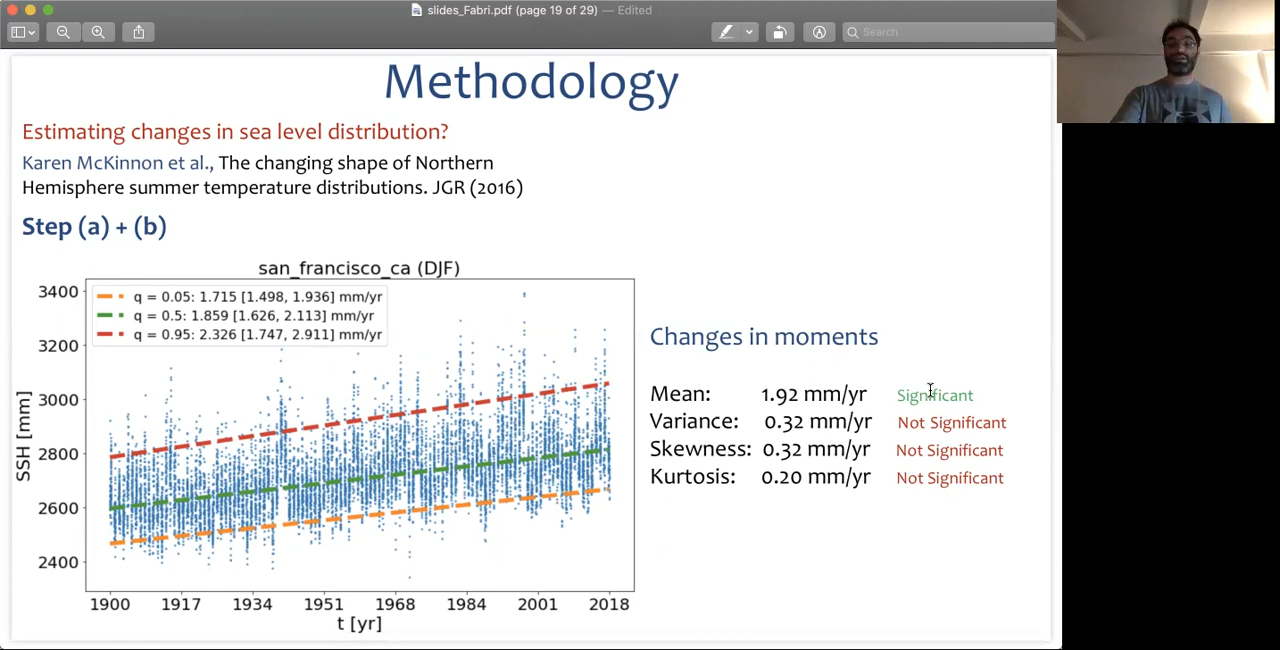 slides_Fabri.pdf (page 19 of 29) — Edited
Search
Methodology
Estimating changes in sea level distribution?
Karen McKinnon et al., The changing shape of Northern
Hemisphere summer temperature distributions. JGR (2016)
Step (a) + (b)
san_francisco_ca (DJF)
q = 0.05: 1.715 [1.498, 1.936] mm/yr
q = 0.5: 1.859 [1.626, 2.113] mm/yr
q = 0.95: 2.326 [1.747, 2.911] mm/yr
SSH [mm]
3400
3200
3000
2800
2600
2400
1900 1917 1934 1951 1968 1984 2001 2018
t [yr]
Changes in moments
Mean: 1.92 mm/yr Significant
Variance: 0.32 mm/yr Not Significant
Skewness: 0.32 mm/yr Not Significant
Kurtosis: 0.20 mm/yr Not Significant